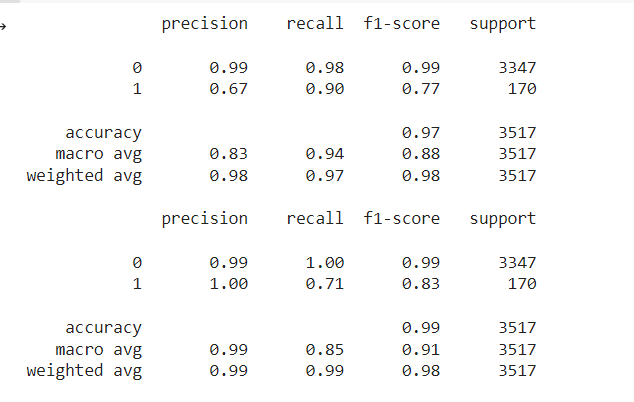 precision recall f1-score support
0 0.99 0.98 0.99 3347
1 0.67 0.90 0.77 170
accuracy 0.97 3517
macro avg 0.83 0.94 0.88 3517
weighted avg 0.98 0.97 0.98 3517
precision recall f1-score support
0 0.99 1.00 0.99 3347
1 1.00 0.71 0.83 170
accuracy 0.99 3517
macro avg 0.99 0.85 0.91 3517
weighted avg 0.99 0.99 0.98 3517